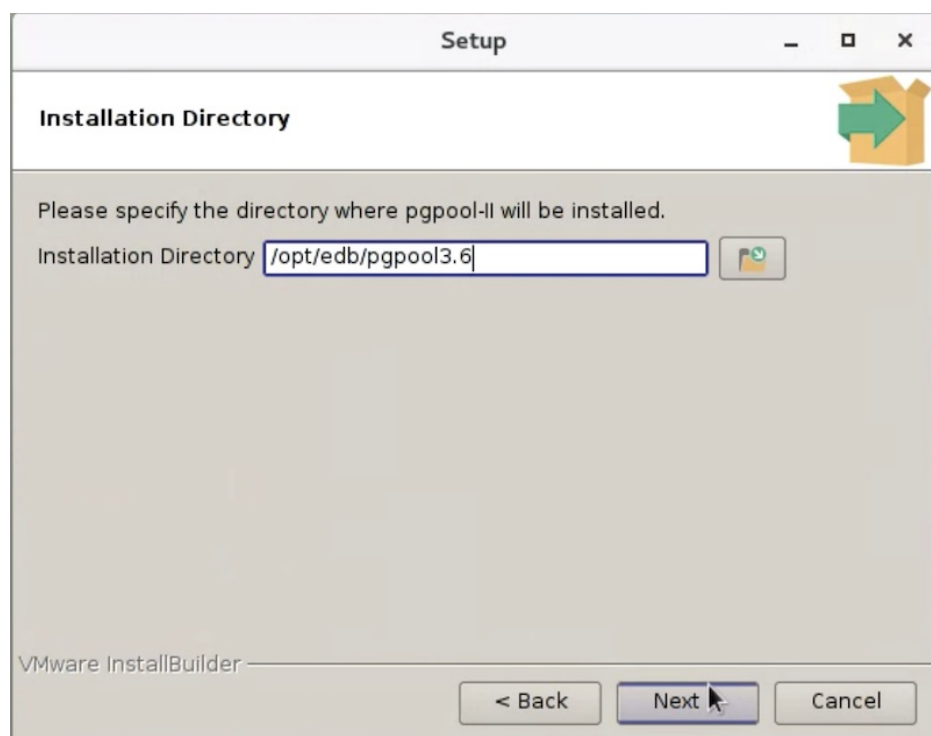 Setup
Installation Directory
Please specify the directory where pgpool-II will be installed.
Installation Directory /opt/edb/pgpool3.6
VMware InstallBuilder
< Back Next Cancel